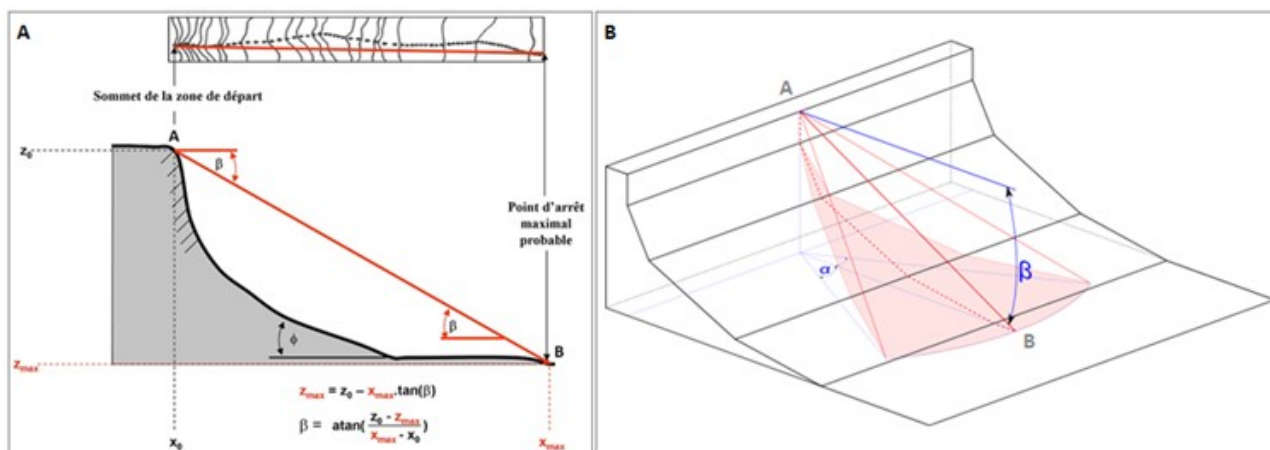 A
Sommet de la zone de départ
A
z₀
β
Point d'arrêt
maximal
probable
β
ϕ
B
zmax
zmax = z₀ – xmax.tan(β)
β = atan(z₀ - zmax / xmax - x₀)
x₀
xmax
B
A
α
β
B